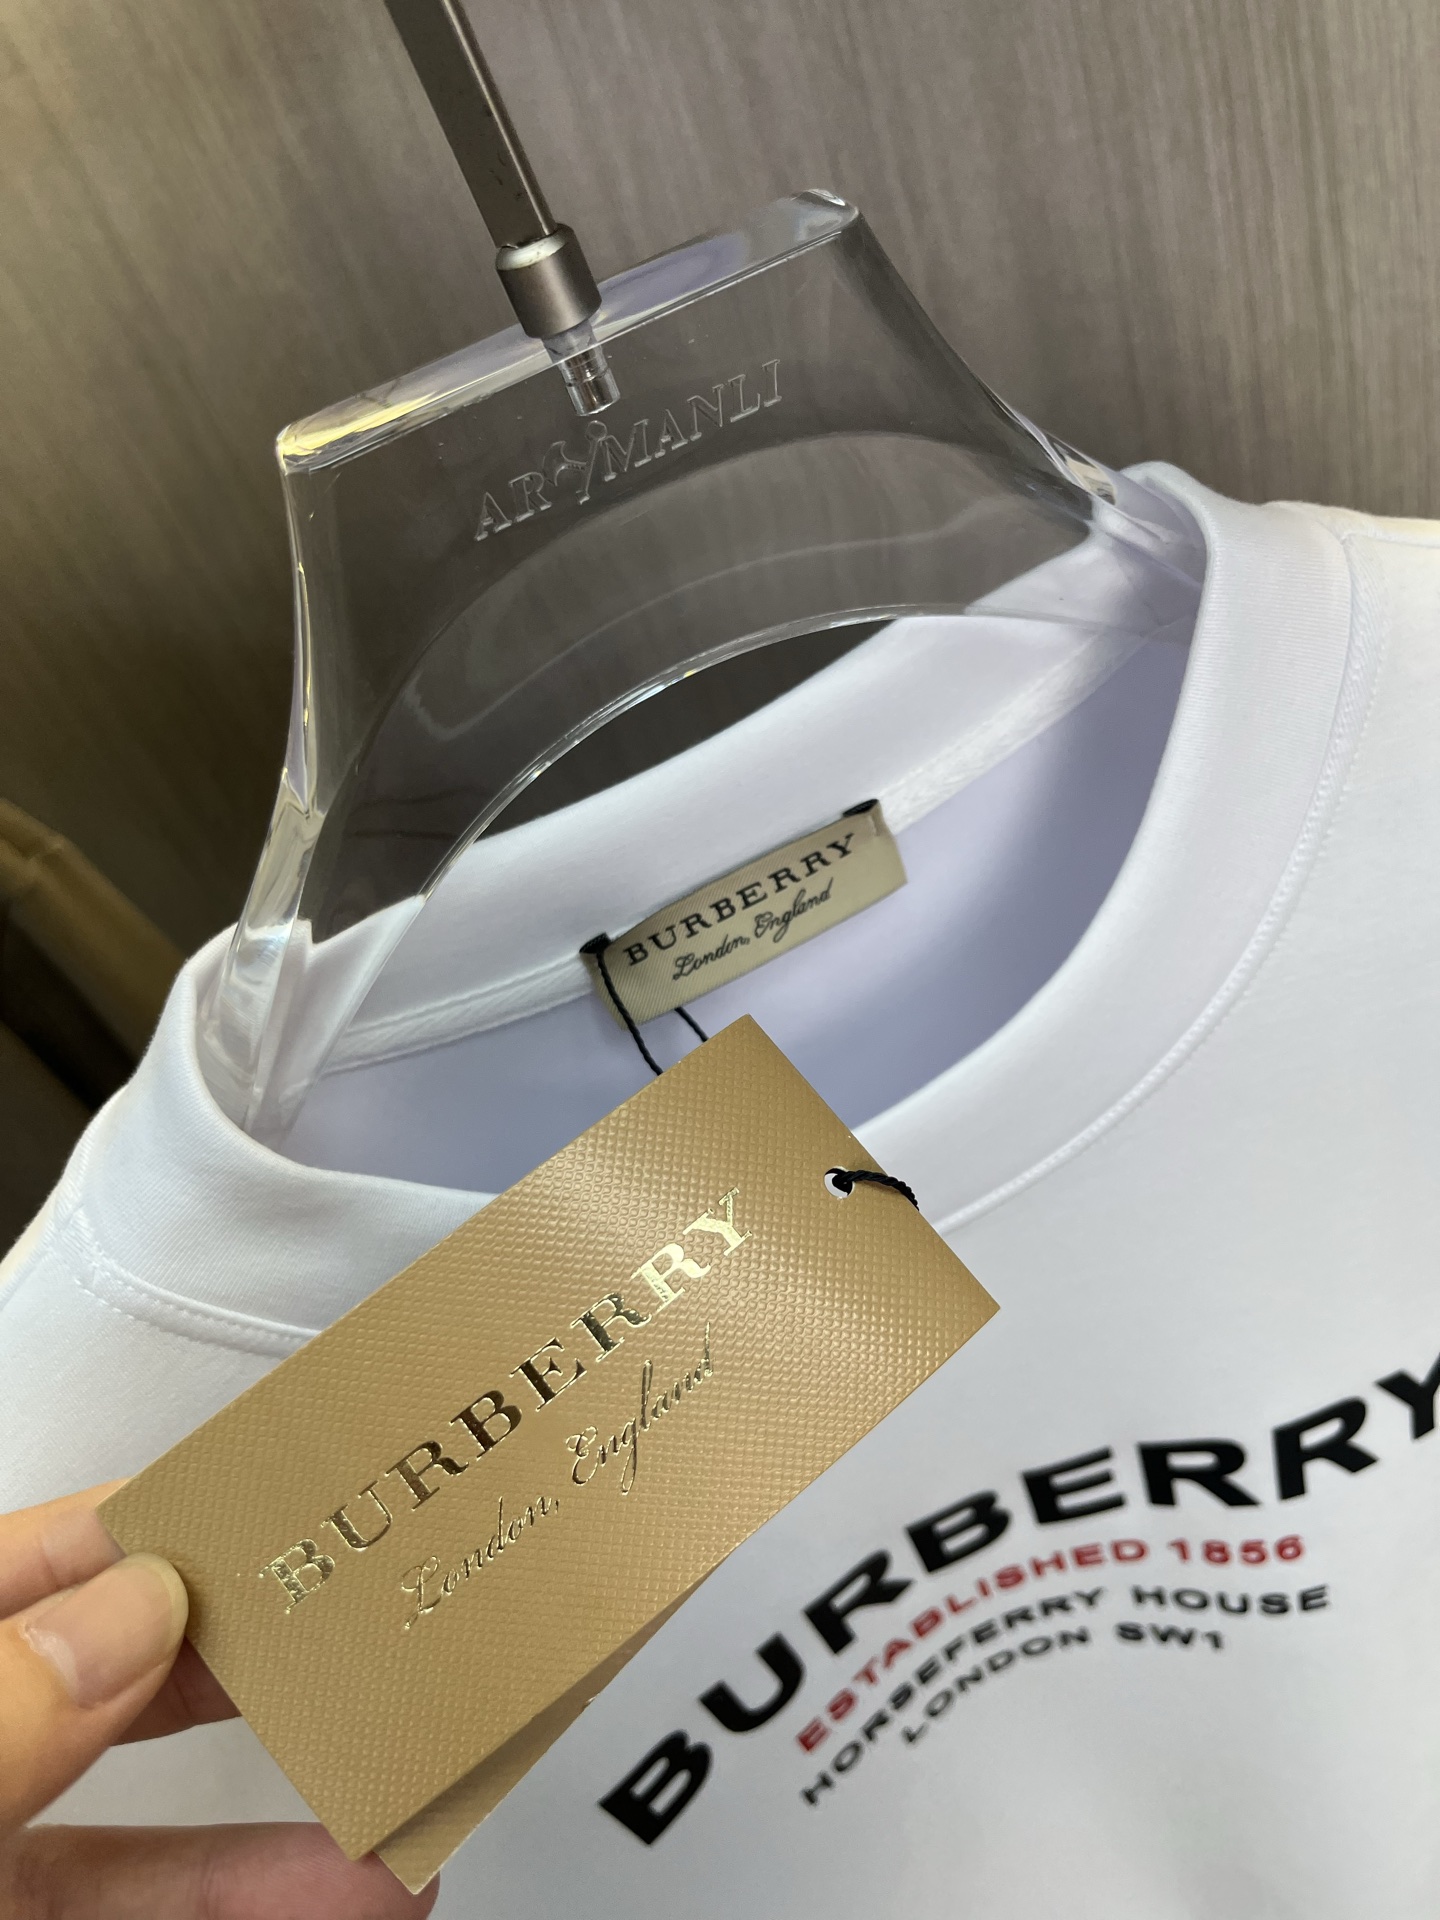 ARMANLI
BURBERRY
London, England
BURBERRY
London, England
BURBERRY
ESTABLISHED 1856
HORSEFERRY HOUSE
LONDON SW1